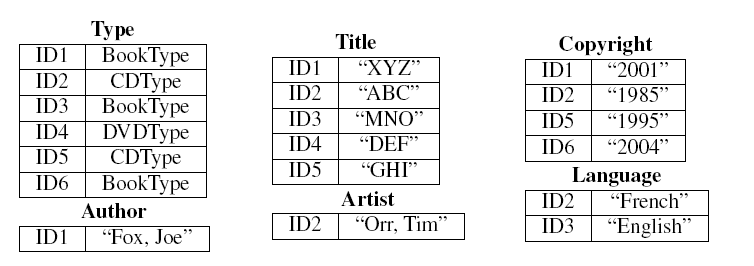 Type
ID1 BookType
ID2 CDType
ID3 BookType
ID4 DVDType
ID5 CDType
ID6 BookType
Author
ID1 “Fox, Joe”
Title
ID1 “XYZ”
ID2 “ABC”
ID3 “MNO”
ID4 “DEF”
ID5 “GHI”
Artist
ID2 “Orr, Tim”
Copyright
ID1 “2001”
ID2 “1985”
ID5 “1995”
ID6 “2004”
Language
ID2 “French”
ID3 “English”